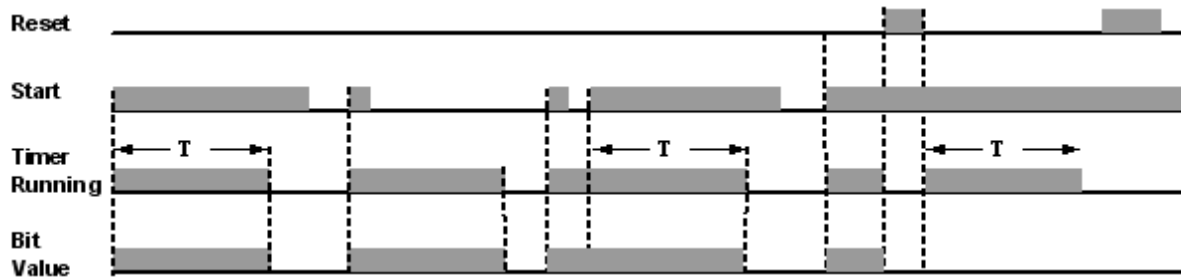 Reset
Start
Timer
Running
T
T
T
Bit
Value